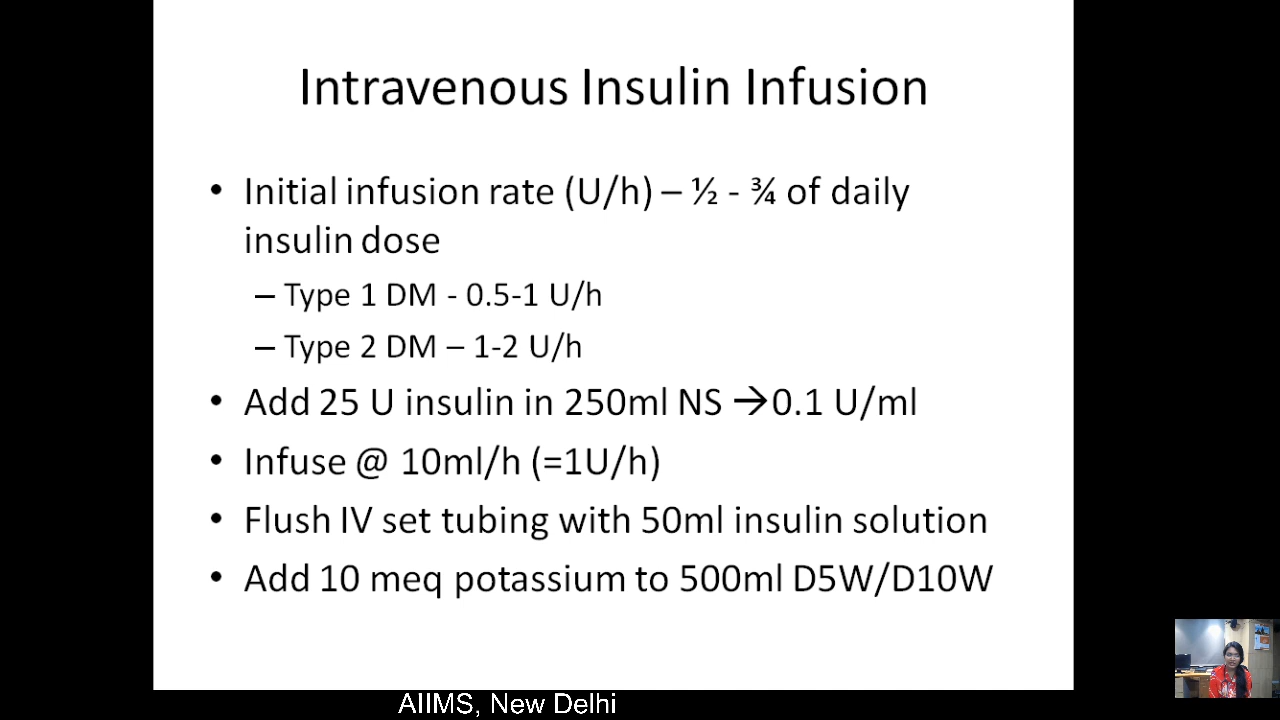 Intravenous Insulin Infusion
• Initial infusion rate (U/h) – ½ - ¾ of daily
insulin dose
– Type 1 DM - 0.5-1 U/h
– Type 2 DM – 1-2 U/h
• Add 25 U insulin in 250ml NS →0.1 U/ml
• Infuse @ 10ml/h (=1U/h)
• Flush IV set tubing with 50ml insulin solution
• Add 10 meq potassium to 500ml D5W/D10W
AIIMS, New Delhi